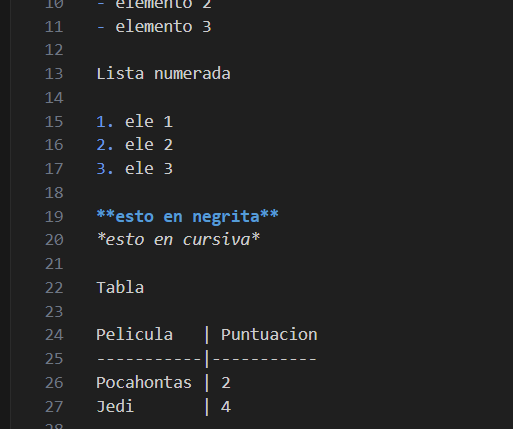 10 - elemento 2
11 - elemento 3
12
13 Lista numerada
14
15 1. ele 1
16 2. ele 2
17 3. ele 3
18
19 **esto en negrita**
20 *esto en cursiva*
21
22 Tabla
23
24 Pelicula   | Puntuacion
25 -----------|-----------
26 Pocahontas | 2
27 Jedi       | 4
28